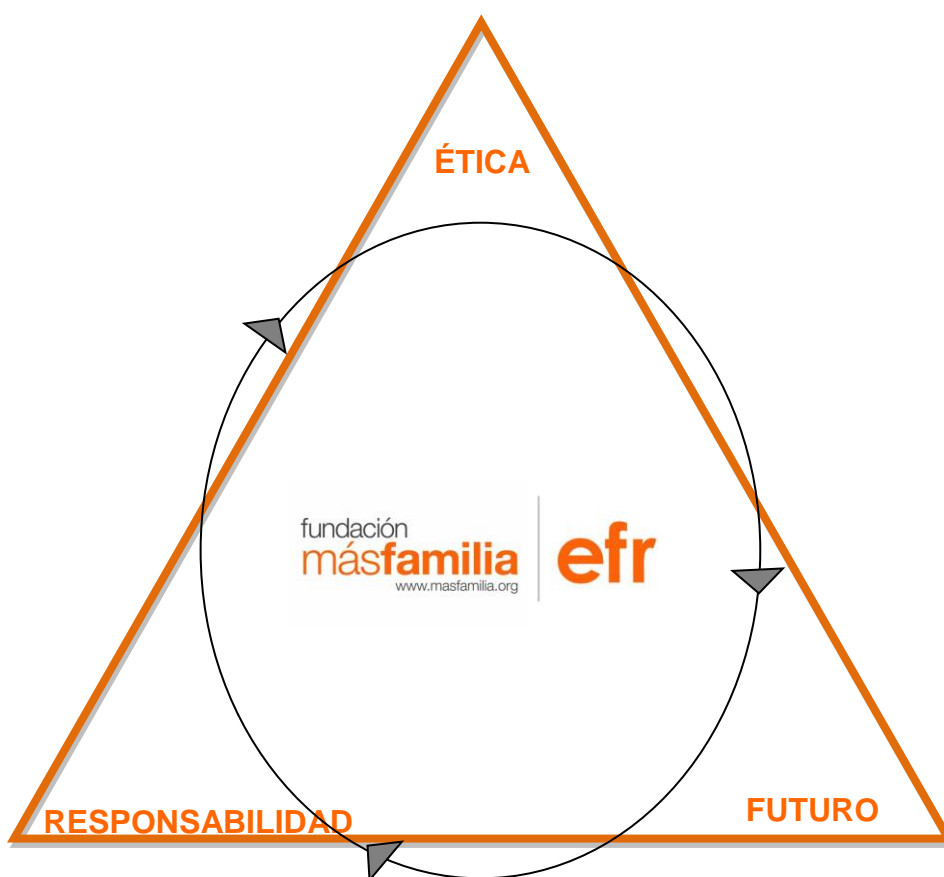 ÉTICA
fundación
másfamilia
www.masfamilia.org
efr
RESPONSABILIDAD
FUTURO